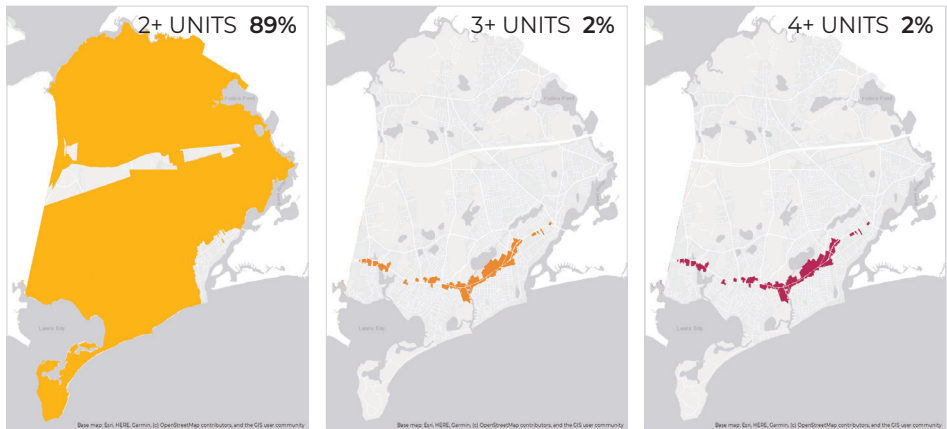 2+ UNITS 89%
3+ UNITS 2%
4+ UNITS 2%
Lewis Bay
Lewis Bay
Base map: Esri, HERE, Garmin, (c) OpenStreetMap contributors, and the GIS user community
Base map: Esri, HERE, Garmin, (c) OpenStreetMap contributors, and the GIS user community
Base map: Esri, HERE, Garmin, (c) OpenStreetMap contributors, and the GIS user community